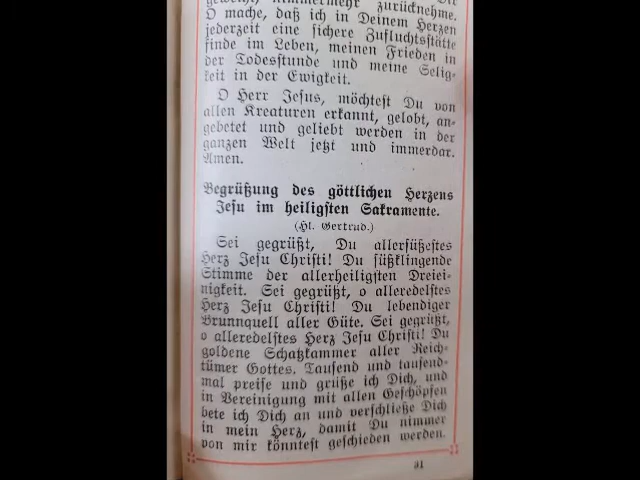 nimmermehr zurücknehme.
O mache, daß ich in Deinem Herzen
jederzeit eine sichere Zufluchtsstätte
finde im Leben, meinen Frieden in
der Todesstunde und meine Selig-
keit in der Ewigkeit.
O Herr Jesus, möchtest Du von
allen Kreaturen erkannt, gelobt, an-
gebetet und geliebt werden in der
ganzen Welt jetzt und immerdar.
Amen.
Begrüßung des göttlichen Herzens
Jesu im heiligsten Sakramente.
(Hl. Gertrud.)
Sei gegrüßt, Du allersüßestes
Herz Jesu Christi! Du süßklingende
Stimme der allerheiligsten Dreiei-
nigkeit. Sei gegrüßt, o alleredelstes
Herz Jesu Christi! Du lebendiger
Brunnquell aller Güte. Sei gegrüßt,
o alleredelstes Herz Jesu Christi! Du
goldene Schatzkammer aller Reich-
tümer Gottes. Tausend und tausend-
mal preise und grüße ich Dich, und
in Vereinigung mit allen Geschöpfen
bete ich Dich an und verschließe Dich
in mein Herz, damit Du nimmer
von mir könntest geschieden werden.
31